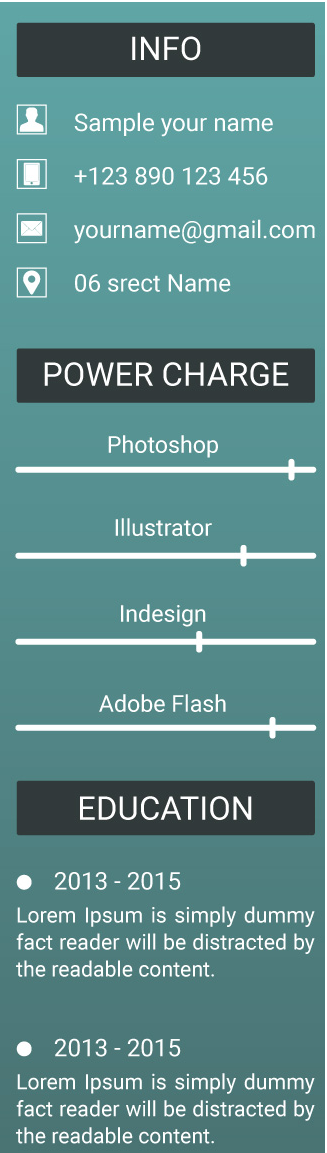 INFO
Sample your name
+123 890 123 456
yourname@gmail.com
06 srect Name
POWER CHARGE
Photoshop
Illustrator
Indesign
Adobe Flash
EDUCATION
2013 - 2015
Lorem Ipsum is simply dummy
fact reader will be distracted by
the readable content.
2013 - 2015
Lorem Ipsum is simply dummy
fact reader will be distracted by
the readable content.